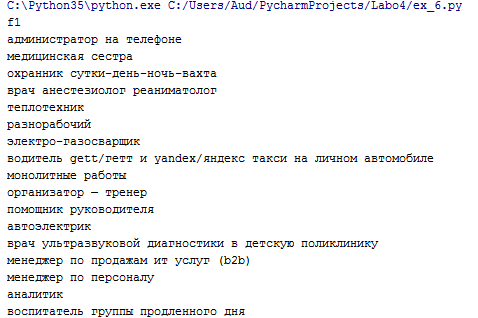 C:\Python35\python.exe C:/Users/Aud/PycharmProjects/Labo4/ex_6.py
f1
администратор на телефоне
медицинская сестра
охранник сутки-день-ночь-вахта
врач анестезиолог реаниматолог
теплотехник
разнорабочий
электро-газосварщик
водитель gett/гетт и yandex/яндекс такси на личном автомобиле
монолитные работы
организатор – тренер
помощник руководителя
автоэлектрик
врач ультразвуковой диагностики в детскую поликлинику
менеджер по продажам ит услуг (b2b)
менеджер по персоналу
аналитик
воспитатель группы продленного дня